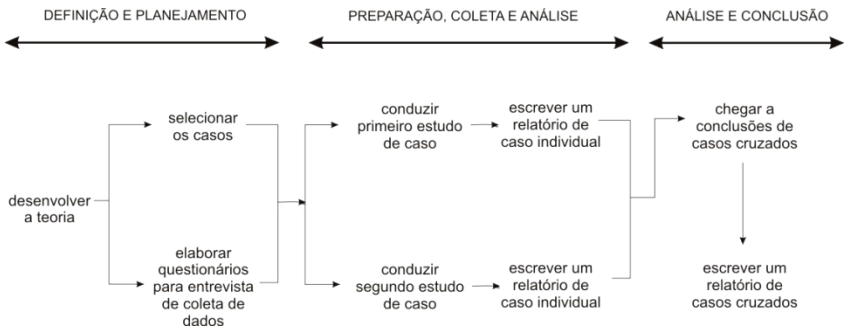 DEFINIÇÃO E PLANEJAMENTO
PREPARAÇÃO, COLETA E ANÁLISE
ANÁLISE E CONCLUSÃO
desenvolver
a teoria
selecionar
os casos
elaborar
questionários
para entrevista
de coleta de
dados
conduzir
primeiro estudo
de caso
escrever um
relatório de
caso individual
conduzir
segundo estudo
de caso
escrever um
relatório de
caso individual
chegar a
conclusões de
casos cruzados
escrever um
relatório de
casos cruzados